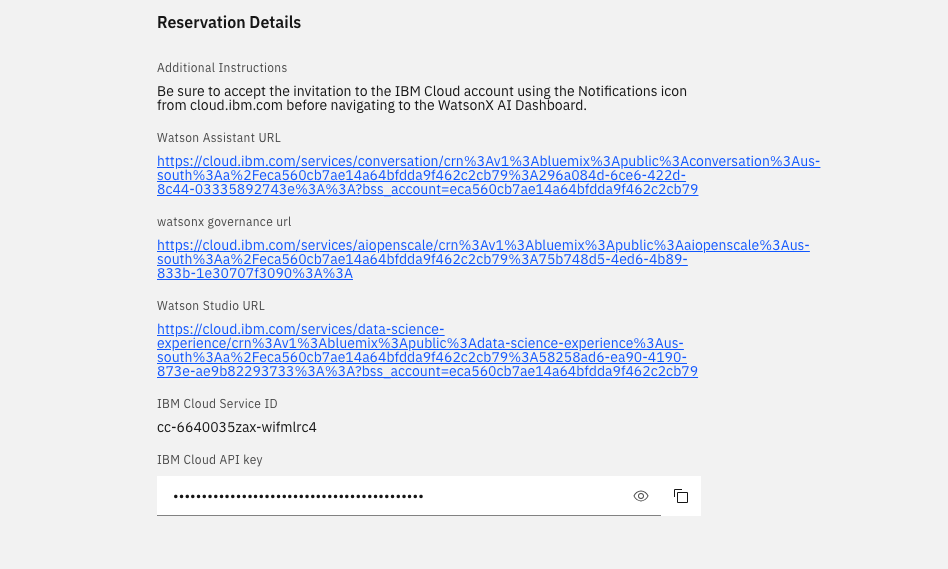 Reservation Details
Additional Instructions
Be sure to accept the invitation to the IBM Cloud account using the Notifications icon
from cloud.ibm.com before navigating to the WatsonX AI Dashboard.
Watson Assistant URL
https://cloud.ibm.com/services/conversation/crn%3Av1%3Abluemix%3Apublic%3Aconversation%3Aus-
south%3Aa%2Feca560cb7ae14a64bfdda9f462c2cb79%3A296a084d-6ce6-422d-
8c44-03335892743e%3A%3A?bss_account=eca560cb7ae14a64bfdda9f462c2cb79
watsonx governance url
https://cloud.ibm.com/services/aiopenscale/crn%3Av1%3Abluemix%3Apublic%3Aaiopenscale%3Aus-
south%3Aa%2Feca560cb7ae14a64bfdda9f462c2cb79%3A75b748d5-4ed6-4b89-
833b-1e30707f3090%3A%3A
Watson Studio URL
https://cloud.ibm.com/services/data-science-
experience/crn%3Av1%3Abluemix%3Apublic%3Adata-science-experience%3Aus-
south%3Aa%2Feca560cb7ae14a64bfdda9f462c2cb79%3A58258ad6-ea90-4190-
873e-ae9b82293733%3A%3A?bss_account=eca560cb7ae14a64bfdda9f462c2cb79
IBM Cloud Service ID
cc-6640035zax-wifmlrc4
IBM Cloud API key
••••••••••••••••••••••••••••••••••••••••••••